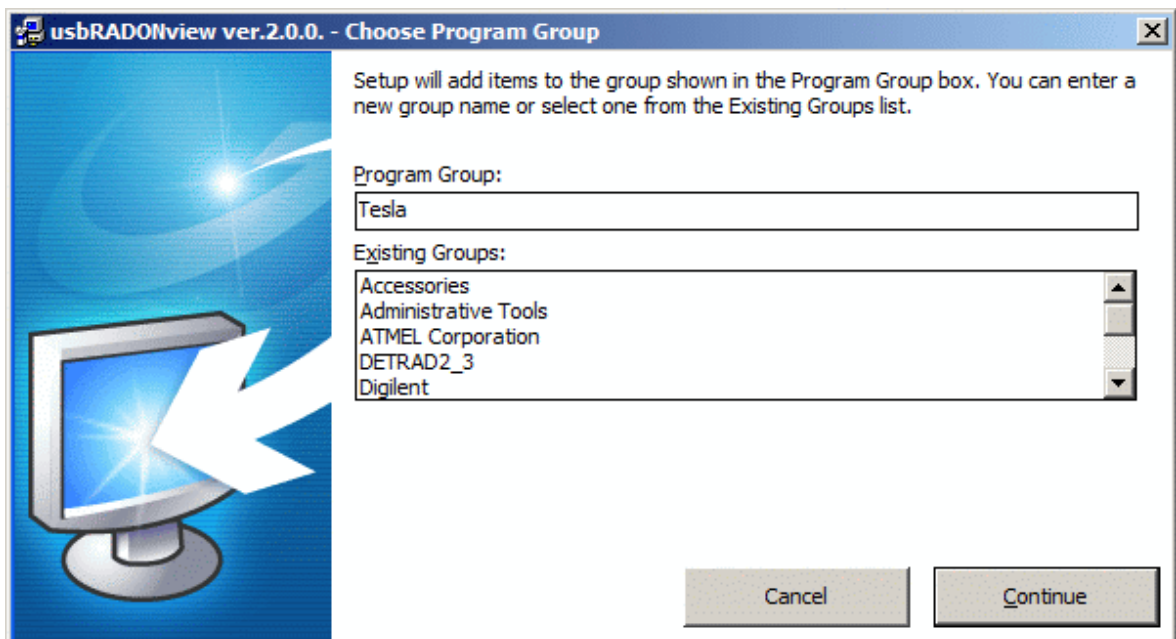 usbRADONview ver.2.0.0. - Choose Program Group
Setup will add items to the group shown in the Program Group box. You can enter a
new group name or select one from the Existing Groups list.
Program Group:
Tesla
Existing Groups:
Accessories
Administrative Tools
ATMEL Corporation
DETRAD2_3
Digilent
Cancel
Continue